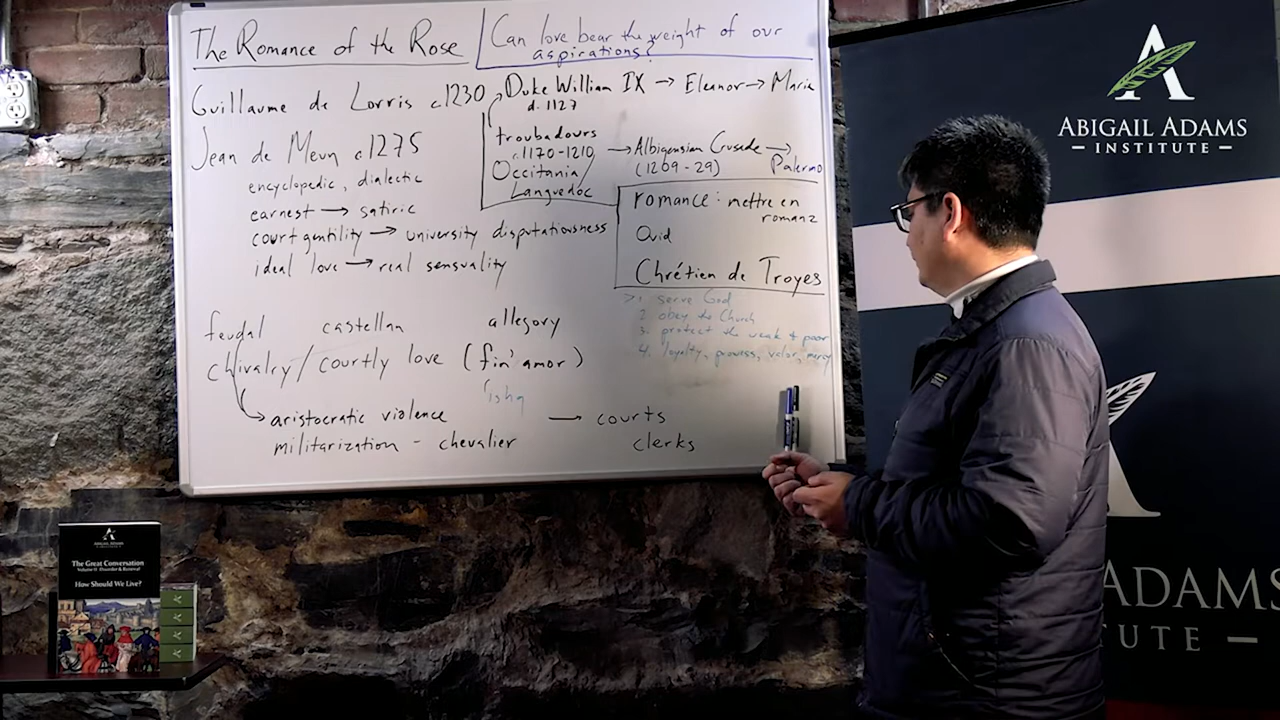 The Romance of the Rose
Can love bear the weight of our
aspirations?
Guillaume de Lorris c.1230
Jean de Meun c.1275
encyclopedic, dialectic
earnest → satiric
court gentility → university disputatiousness
ideal love → real sensuality
Duke William IX → Eleanor → Maria
d. 1127
troubadours
c.1170-1210
Occitania/
Languedoc
→ Albigensian Crusade →
(1209-29) Palermo
romance: mettre en
romanz
Ovid
Chrétien de Troyes
> 1. serve God
2. obey the Church
3. protect the weak + poor
4. loyalty, prowess, valor, mercy
feudal castellan allegory
chivalry/courtly love (fin' amor)
'ishq
→ aristocratic violence → courts
militarization - chevalier clerks
ABIGAIL ADAMS
— INSTITUTE —
ADAMS
TUTE —
The Great Conversation
How Should We Live?